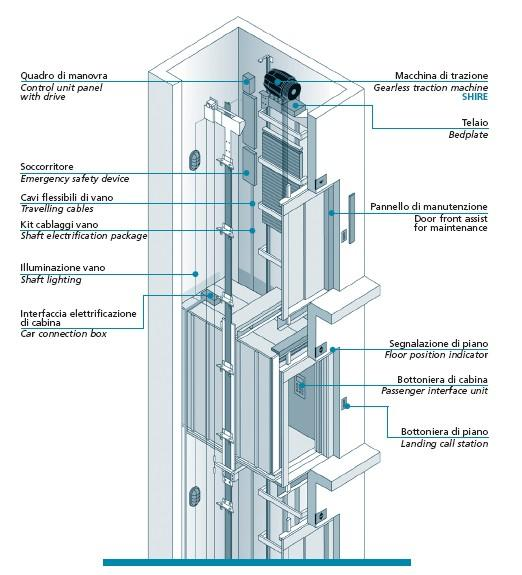 Quadro di manovra
Control unit panel
with drive
Soccorritore
Emergency safety device
Cavi flessibili di vano
Travelling cables
Kit cablaggi vano
Shaft electrification package
Illuminazione vano
Shaft lighting
Interfaccia elettrificazione
di cabina
Car connection box
Macchina di trazione
Gearless traction machine
SHIRE
Telaio
Bedplate
Pannello di manutenzione
Door front assist
for maintenance
Segnalazione di piano
Floor position indicator
Bottoniera di cabina
Passenger interface unit
Bottoniera di piano
Landing call station